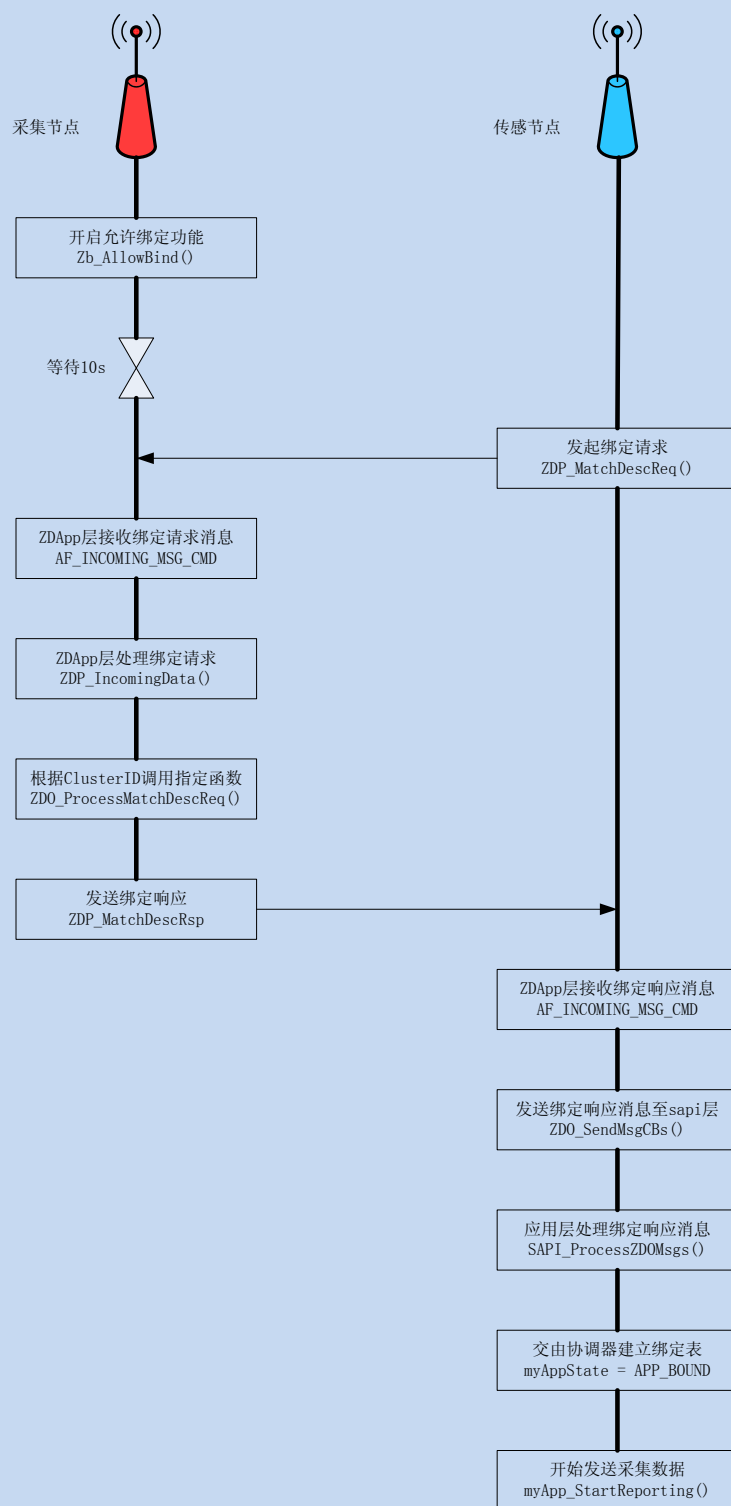 采集节点
传感节点
开启允许绑定功能
Zb_AllowBind()
等待10s
发起绑定请求
ZDP_MatchDescReq()
ZDApp层接收绑定请求消息
AF_INCOMING_MSG_CMD
ZDApp层处理绑定请求
ZDP_IncomingData()
根据ClusterID调用指定函数
ZDO_ProcessMatchDescReq()
发送绑定响应
ZDP_MatchDescRsp
ZDApp层接收绑定响应消息
AF_INCOMING_MSG_CMD
发送绑定响应消息至sapi层
ZDO_SendMsgCBs()
应用层处理绑定响应消息
SAPI_ProcessZDOMsgs()
交由协调器建立绑定表
myAppState = APP_BOUND
开始发送采集数据
myApp_StartReporting()